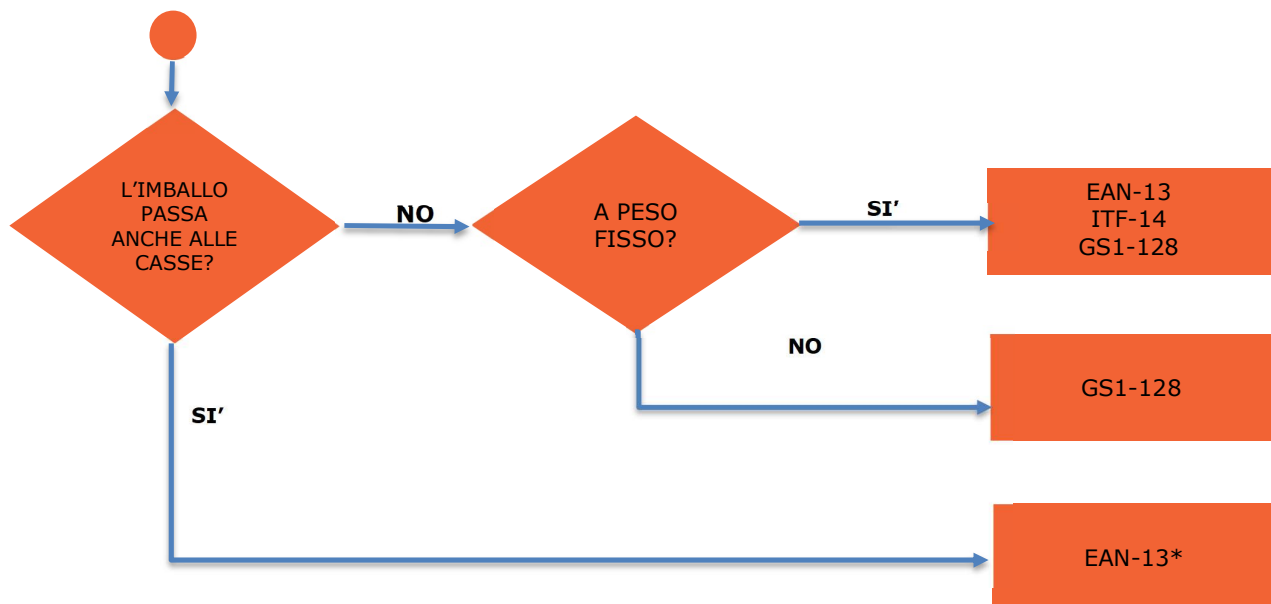 L'IMBALLO
PASSA
ANCHE ALLE
CASSE?
NO
A PESO
FISSO?
SI'
EAN-13
ITF-14
GS1-128
NO
GS1-128
SI'
EAN-13*